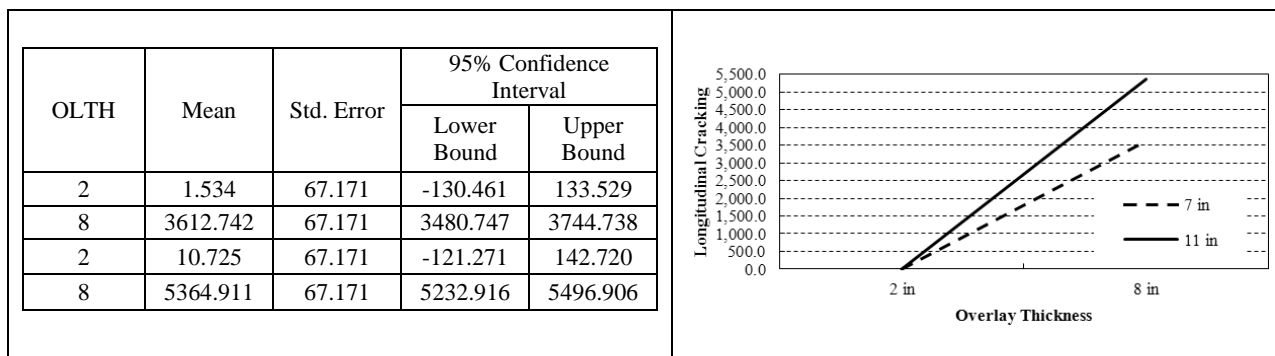 OLTH Mean Std. Error 95% Confidence Interval
Lower Bound Upper Bound
2 1.534 67.171 -130.461 133.529
8 3612.742 67.171 3480.747 3744.738
2 10.725 67.171 -121.271 142.720
8 5364.911 67.171 5232.916 5496.906
Longitudinal Cracking
5,500.0
5,000.0
4,500.0
4,000.0
3,500.0
3,000.0
2,500.0
2,000.0
1,500.0
1,000.0
500.0
0.0
7 in
11 in
2 in 8 in
Overlay Thickness